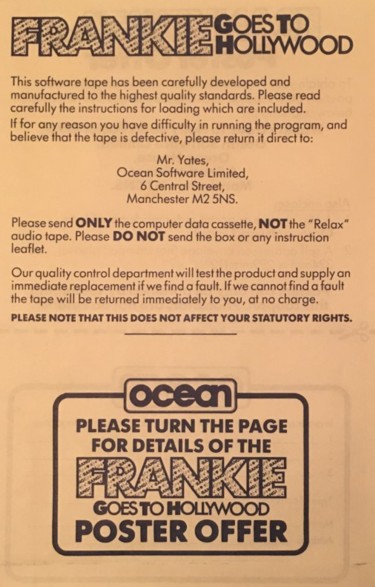 FRANKIE GOES TO HOLLYWOOD
This software tape has been carefully developed and
manufactured to the highest quality standards. Please read
carefully the instructions for loading which are included.
If for any reason you have difficulty in running the program, and
believe that the tape is defective, please return it direct to:
Mr. Yates,
Ocean Software Limited,
6 Central Street,
Manchester M2 5NS.
Please send ONLY the computer data cassette, NOT the "Relax"
audio tape. Please DO NOT send the box or any instruction
leaflet.
Our quality control department will test the product and supply an
immediate replacement if we find a fault. If we cannot find a fault
the tape will be returned immediately to you, at no charge.
PLEASE NOTE THAT THIS DOES NOT AFFECT YOUR STATUTORY RIGHTS.
ocean
PLEASE TURN THE PAGE
FOR DETAILS OF THE
FRANKIE
GOES TO HOLLYWOOD
POSTER OFFER